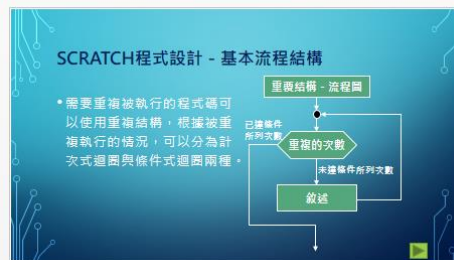 SCRATCH程式設計 - 基本流程結構
• 需要重複被執行的程式碼可
以使用重複結構，根據被重
複執行的情況，可以分為計
次式迴圈與條件式迴圈兩種。
重複結構 - 流程圖
已達條件
所列次數
重複的次數
未達條件所列次數
敘述